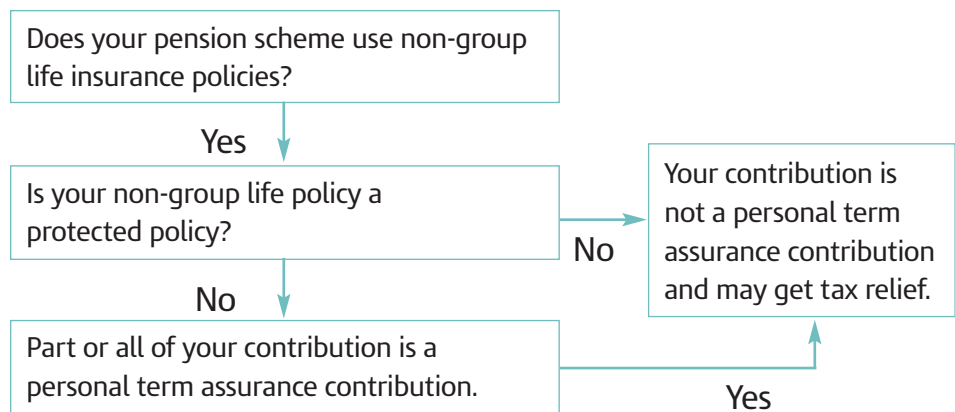 Does your pension scheme use non-group
life insurance policies?
Yes
Is your non-group life policy a
protected policy?
No
Your contribution is
not a personal term
assurance contribution
and may get tax relief.
No
Part or all of your contribution is a
personal term assurance contribution.
Yes